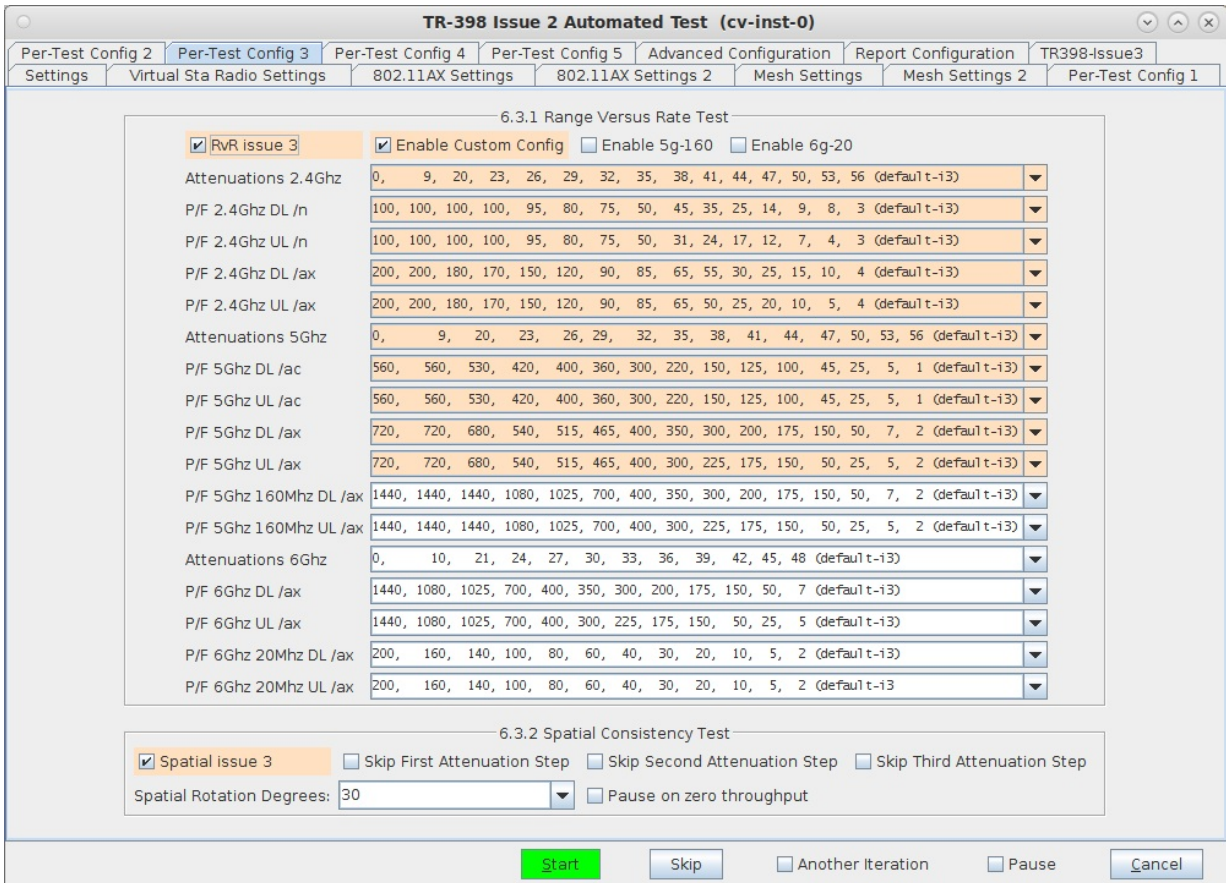 TR-398 Issue 2 Automated Test (cv-inst-0)
Per-Test Config 2 Per-Test Config 3 Per-Test Config 4 Per-Test Config 5 Advanced Configuration Report Configuration TR398-Issue3
Settings Virtual Sta Radio Settings 802.11AX Settings 802.11AX Settings 2 Mesh Settings Mesh Settings 2 Per-Test Config 1
6.3.1 Range Versus Rate Test
RvR issue 3 Enable Custom Config Enable 5g-160 Enable 6g-20
Attenuations 2.4Ghz 0, 9, 20, 23, 26, 29, 32, 35, 38, 41, 44, 47, 50, 53, 56 (default-i3)
P/F 2.4Ghz DL /n 100, 100, 100, 100, 95, 80, 75, 50, 45, 35, 25, 14, 9, 8, 3 (default-i3)
P/F 2.4Ghz UL /n 100, 100, 100, 100, 95, 80, 75, 50, 31, 24, 17, 12, 7, 4, 3 (default-i3)
P/F 2.4Ghz DL /ax 200, 200, 180, 170, 150, 120, 90, 85, 65, 55, 30, 25, 15, 10, 4 (default-i3)
P/F 2.4Ghz UL /ax 200, 200, 180, 170, 150, 120, 90, 85, 65, 50, 25, 20, 10, 5, 4 (default-i3)
Attenuations 5Ghz 0, 9, 20, 23, 26, 29, 32, 35, 38, 41, 44, 47, 50, 53, 56 (default-i3)
P/F 5Ghz DL /ac 560, 560, 530, 420, 400, 360, 300, 220, 150, 125, 100, 45, 25, 5, 1 (default-i3)
P/F 5Ghz UL /ac 560, 560, 530, 420, 400, 360, 300, 220, 150, 125, 100, 45, 25, 5, 1 (default-i3)
P/F 5Ghz DL /ax 720, 720, 680, 540, 515, 465, 400, 350, 300, 200, 175, 150, 50, 7, 2 (default-i3)
P/F 5Ghz UL /ax 720, 720, 680, 540, 515, 465, 400, 300, 225, 175, 150, 50, 25, 5, 2 (default-i3)
P/F 5Ghz 160Mhz DL /ax 1440, 1440, 1440, 1080, 1025, 700, 400, 350, 300, 200, 175, 150, 50, 7, 2 (default-i3)
P/F 5Ghz 160Mhz UL /ax 1440, 1440, 1440, 1080, 1025, 700, 400, 300, 225, 175, 150, 50, 25, 5, 2 (default-i3)
Attenuations 6Ghz 0, 10, 21, 24, 27, 30, 33, 36, 39, 42, 45, 48 (default-i3)
P/F 6Ghz DL /ax 1440, 1080, 1025, 700, 400, 350, 300, 200, 175, 150, 50, 7 (default-i3)
P/F 6Ghz UL /ax 1440, 1080, 1025, 700, 400, 300, 225, 175, 150, 50, 25, 5 (default-i3)
P/F 6Ghz 20Mhz DL /ax 200, 160, 140, 100, 80, 60, 40, 30, 20, 10, 5, 2 (default-i3)
P/F 6Ghz 20Mhz UL /ax 200, 160, 140, 100, 80, 60, 40, 30, 20, 10, 5, 2 (default-i3
6.3.2 Spatial Consistency Test
Spatial issue 3 Skip First Attenuation Step Skip Second Attenuation Step Skip Third Attenuation Step
Spatial Rotation Degrees: 30 Pause on zero throughput
Start Skip Another Iteration Pause Cancel